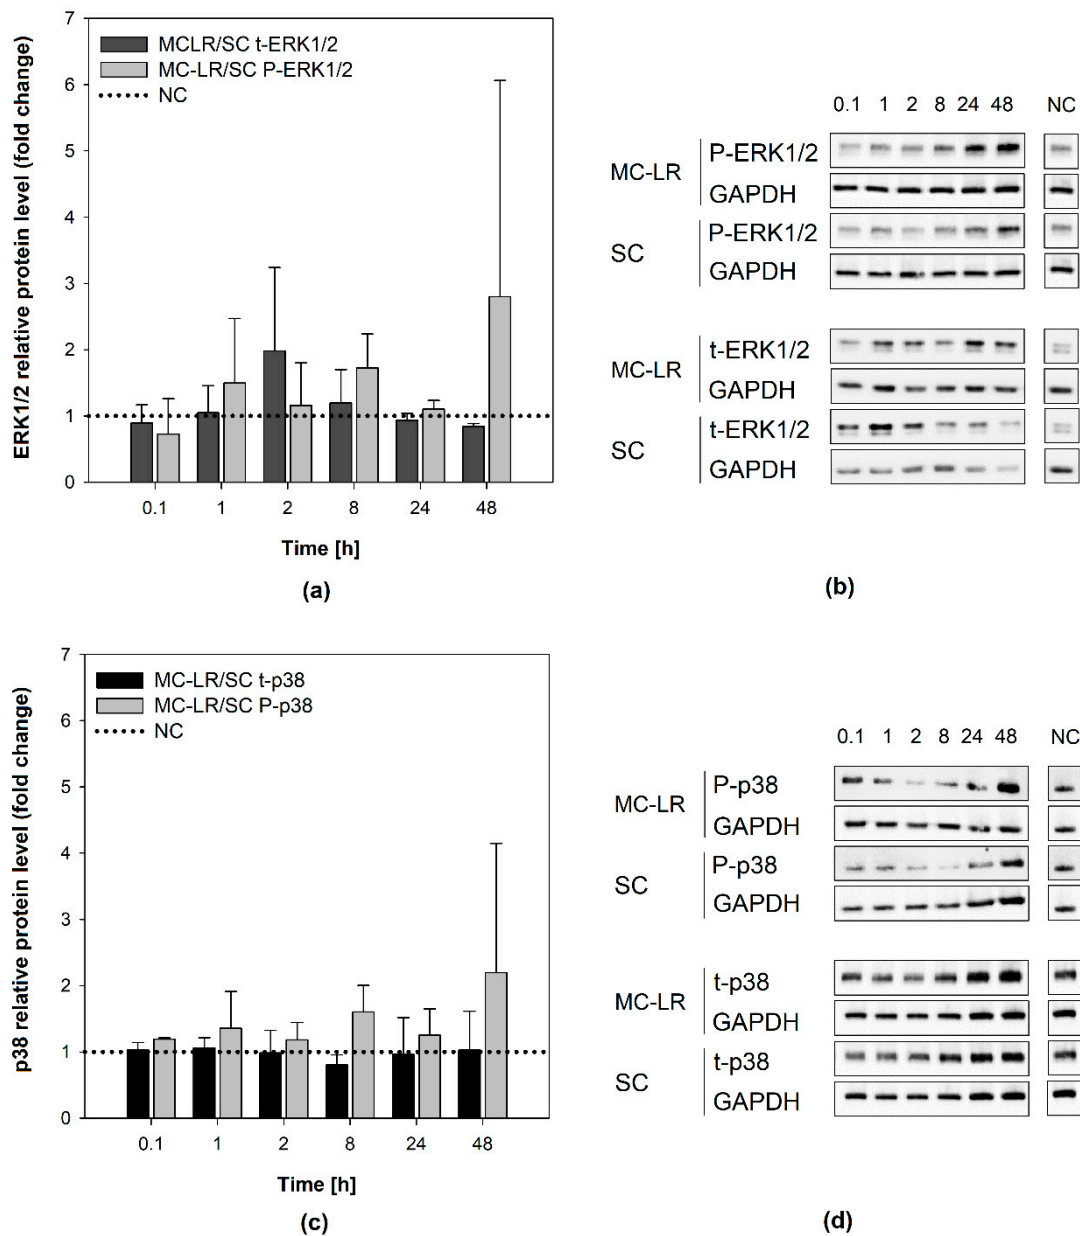 ERK1/2 relative protein level (fold change)
7
6
5
4
3
2
1
0
MCLR/SC t-ERK1/2
MC-LR/SC P-ERK1/2
NC
0.1 1 2 8 24 48
Time [h]
(a)
0.1 1 2 8 24 48 NC
MC-LR
P-ERK1/2
GAPDH
SC
P-ERK1/2
GAPDH
MC-LR
t-ERK1/2
GAPDH
SC
t-ERK1/2
GAPDH
(b)
p38 relative protein level (fold change)
7
6
5
4
3
2
1
0
MC-LR/SC t-p38
MC-LR/SC P-p38
NC
0.1 1 2 8 24 48
Time [h]
(c)
0.1 1 2 8 24 48 NC
MC-LR
P-p38
GAPDH
SC
P-p38
GAPDH
MC-LR
t-p38
GAPDH
SC
t-p38
GAPDH
(d)